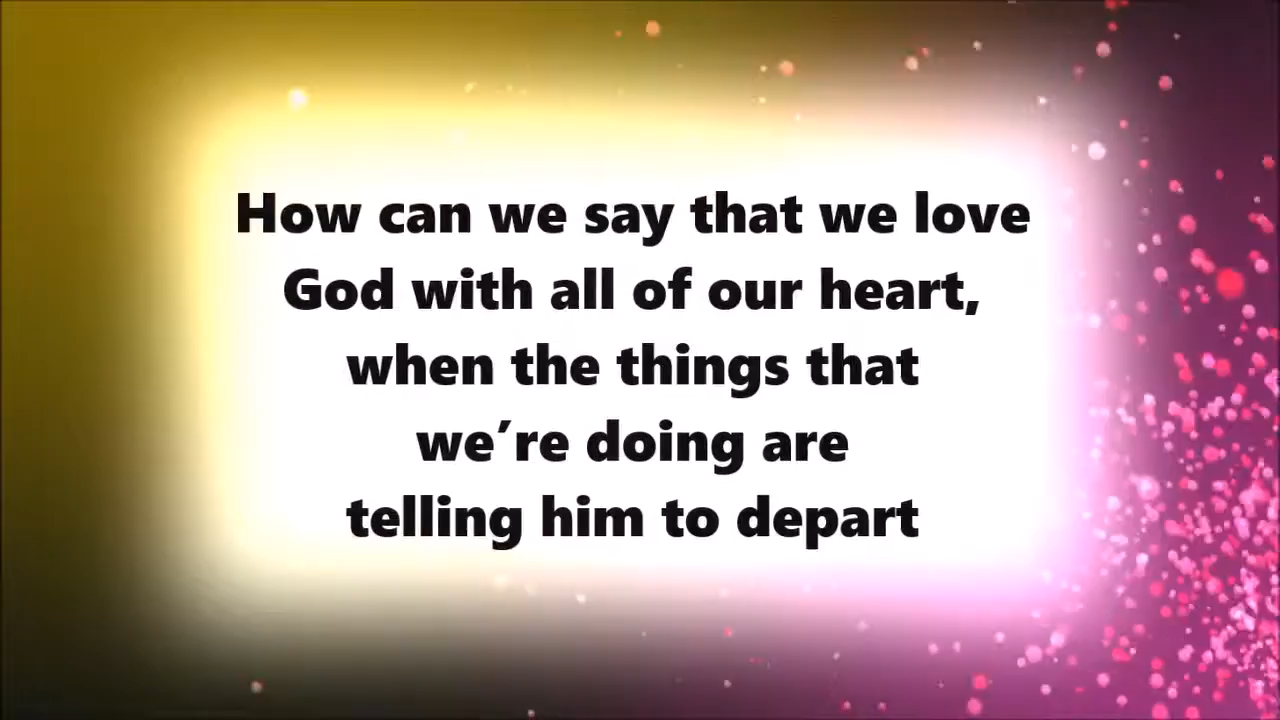 How can we say that we love
God with all of our heart,
when the things that
we’re doing are
telling him to depart